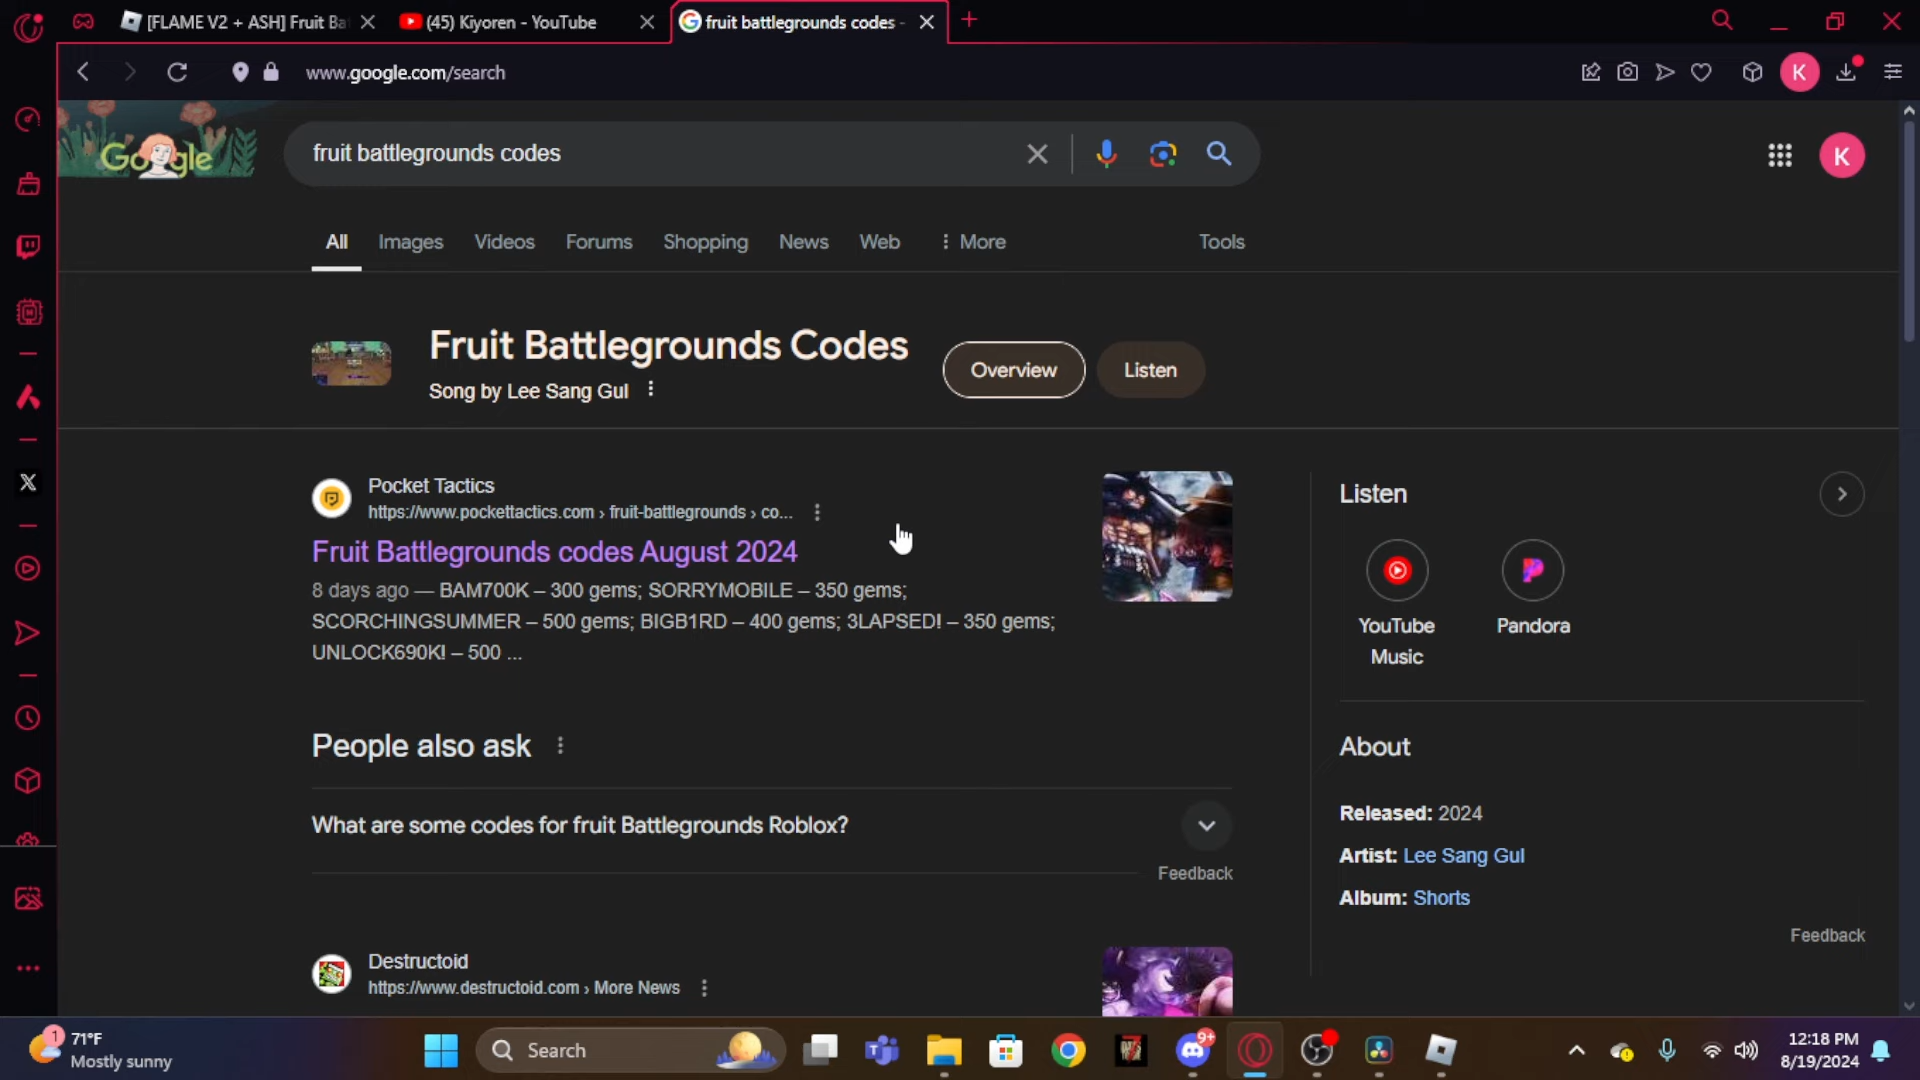 [FLAME V2 + ASH] Fruit Ba
(45) Kiyoren - YouTube
fruit battlegrounds codes -
www.google.com/search
K
Google
fruit battlegrounds codes
K
All
Images
Videos
Forums
Shopping
News
Web
More
Tools
Fruit Battlegrounds Codes
Song by Lee Sang Gul
Overview
Listen
Pocket Tactics
https://www.pockettactics.com › fruit-battlegrounds › co...
Fruit Battlegrounds codes August 2024
8 days ago — BAM700K – 300 gems; SORRYMOBILE – 350 gems;
SCORCHINGSUMMER – 500 gems; BIGB1RD – 400 gems; 3LAPSED! – 350 gems;
UNLOCK690K! – 500 ...
People also ask
What are some codes for fruit Battlegrounds Roblox?
Feedback
Destructoid
https://www.destructoid.com › More News
Listen
YouTube
Music
Pandora
About
Released: 2024
Artist: Lee Sang Gul
Album: Shorts
Feedback
1
71°F
Mostly sunny
Search
9+
12:18 PM
8/19/2024